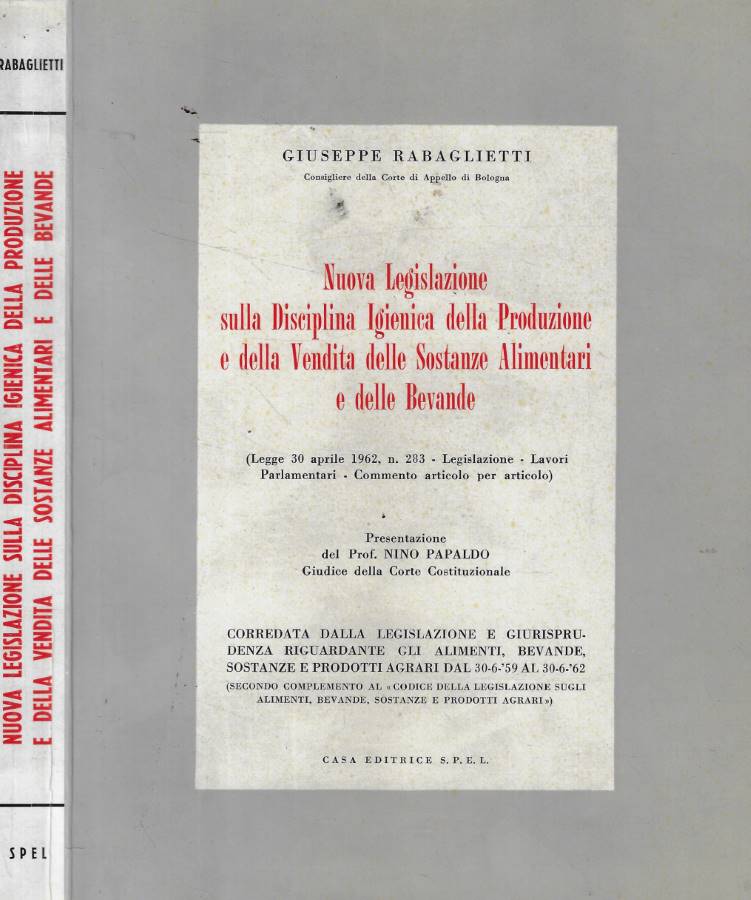 RABAGLIETTI
NUOVA LEGISLAZIONE SULLA DISCIPLINA IGIENICA DELLA PRODUZIONE
E DELLA VENDITA DELLE SOSTANZE ALIMENTARI E DELLE BEVANDE
SPEL
GIUSEPPE RABAGLIETTI
Consigliere della Corte di Appello di Bologna
Nuova Legislazione
sulla Disciplina Igienica della Produzione
e della Vendita delle Sostanze Alimentari
e delle Bevande
(Legge 30 aprile 1962, n. 283 - Legislazione - Lavori
Parlamentari - Commento articolo per articolo)
Presentazione
del Prof. NINO PAPALDO
Giudice della Corte Costituzionale
CORREDATA DALLA LEGISLAZIONE E GIURISPRU-
DENZA RIGUARDANTE GLI ALIMENTI, BEVANDE,
SOSTANZE E PRODOTTI AGRARI DAL 30-6-'59 AL 30-6-'62
(SECONDO COMPLEMENTO AL «CODICE DELLA LEGISLAZIONE SUGLI
ALIMENTI, BEVANDE, SOSTANZE E PRODOTTI AGRARI»)
CASA EDITRICE S. P. E. L.